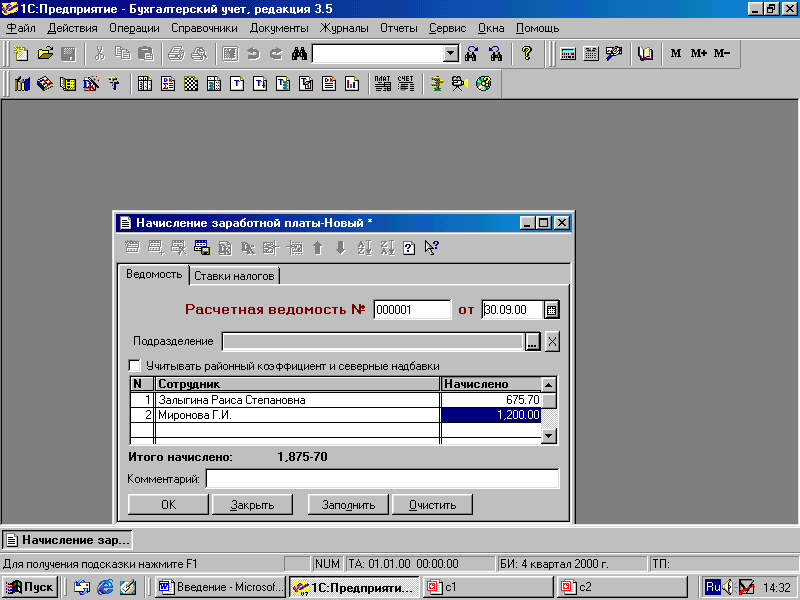 1С:Предприятие - Бухгалтерский учет, редакция 3.5
Файл Действия Операции Справочники Документы Журналы Отчеты Сервис Окна Помощь
M M+ M-
ПЛАТ СЧЕТ
Начисление заработной платы-Новый *
Ведомость Ставки налогов
Расчетная ведомость № 000001 от 30.09.00
Подразделение ...
Учитывать районный коэффициент и северные надбавки
N Сотрудник Начислено
1 Залыгина Раиса Степановна 675.70
2 Миронова Г.И. 1,200.00
Итого начислено: 1,875-70
Комментарий:
OK Закрыть Заполнить Очистить
Начисление зар...
Для получения подсказки нажмите F1 NUM TA: 01.01.00 00:00:00 БИ: 4 квартал 2000 г. ТП:
Пуск Введение - Microsof... 1С:Предприяти... c1 c2 Ru 14:32